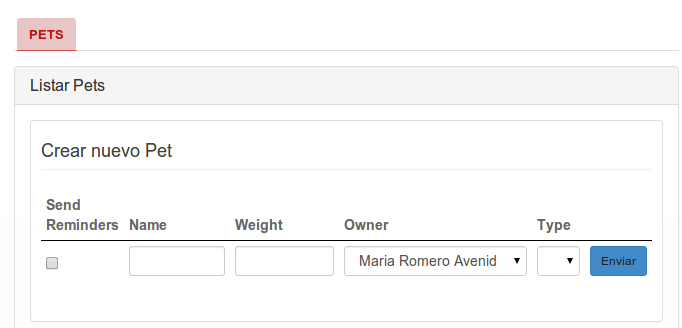 PETS
Listar Pets
Crear nuevo Pet
Send
Reminders Name Weight Owner Type
Maria Romero Avenid Enviar